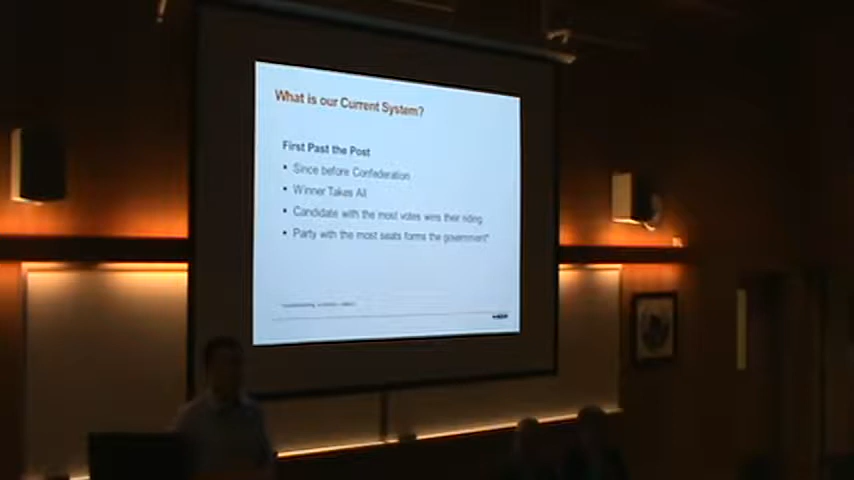 What is our Current System?
First Past the Post
• Since before Confederation
• Winner Takes All
• Candidate with the most votes wins their riding
• Party with the most seats forms the government*